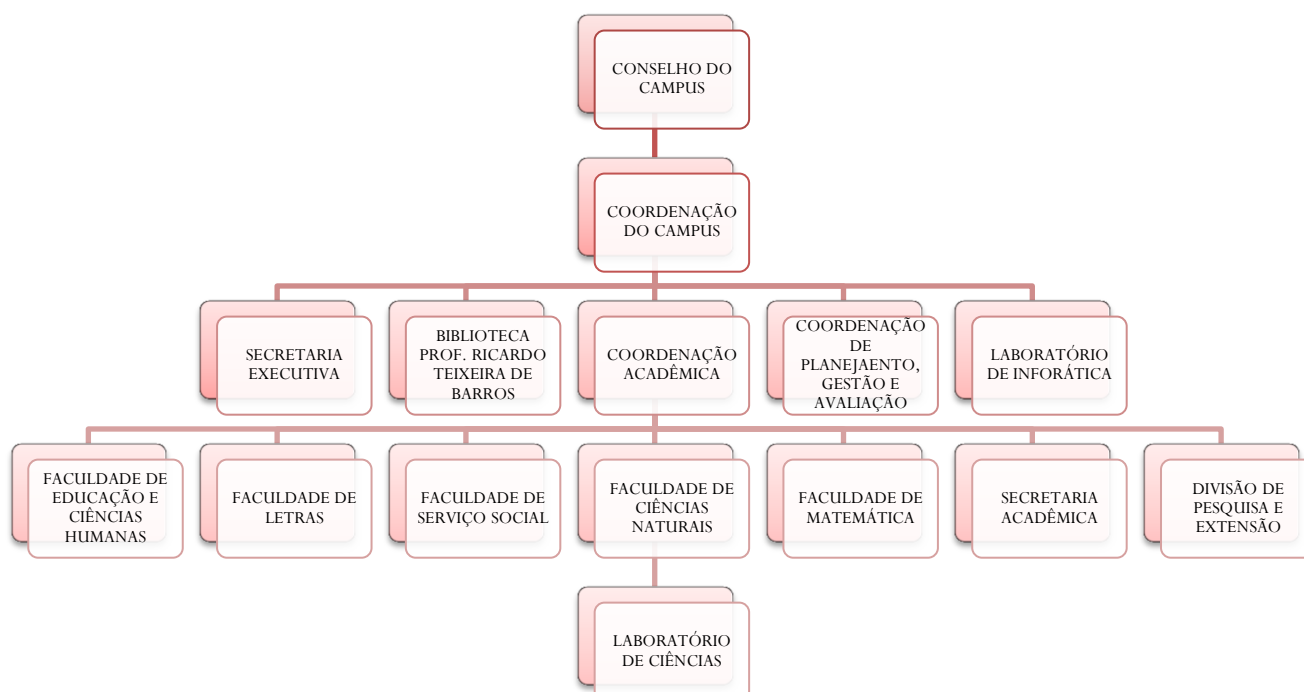 CONSELHO DO
CAMPUS
COORDENAÇÃO
DO CAMPUS
SECRETARIA
EXECUTIVA
BIBLIOTECA
PROF. RICARDO
TEIXEIRA DE
BARROS
COORDENAÇÃO
ACADÊMICA
COORDENAÇÃO
DE
PLANEJAENTO,
GESTÃO E
AVALIAÇÃO
LABORATÓRIO
DE INFORÁTICA
FACULDADE DE
EDUCAÇÃO E
CIÊNCIAS
HUMANAS
FACULDADE DE
LETRAS
FACULDADE DE
SERVIÇO SOCIAL
FACULDADE DE
CIÊNCIAS
NATURAIS
FACULDADE DE
MATEMÁTICA
SECRETARIA
ACADÊMICA
DIVISÃO DE
PESQUISA E
EXTENSÃO
LABORATÓRIO
DE CIÊNCIAS